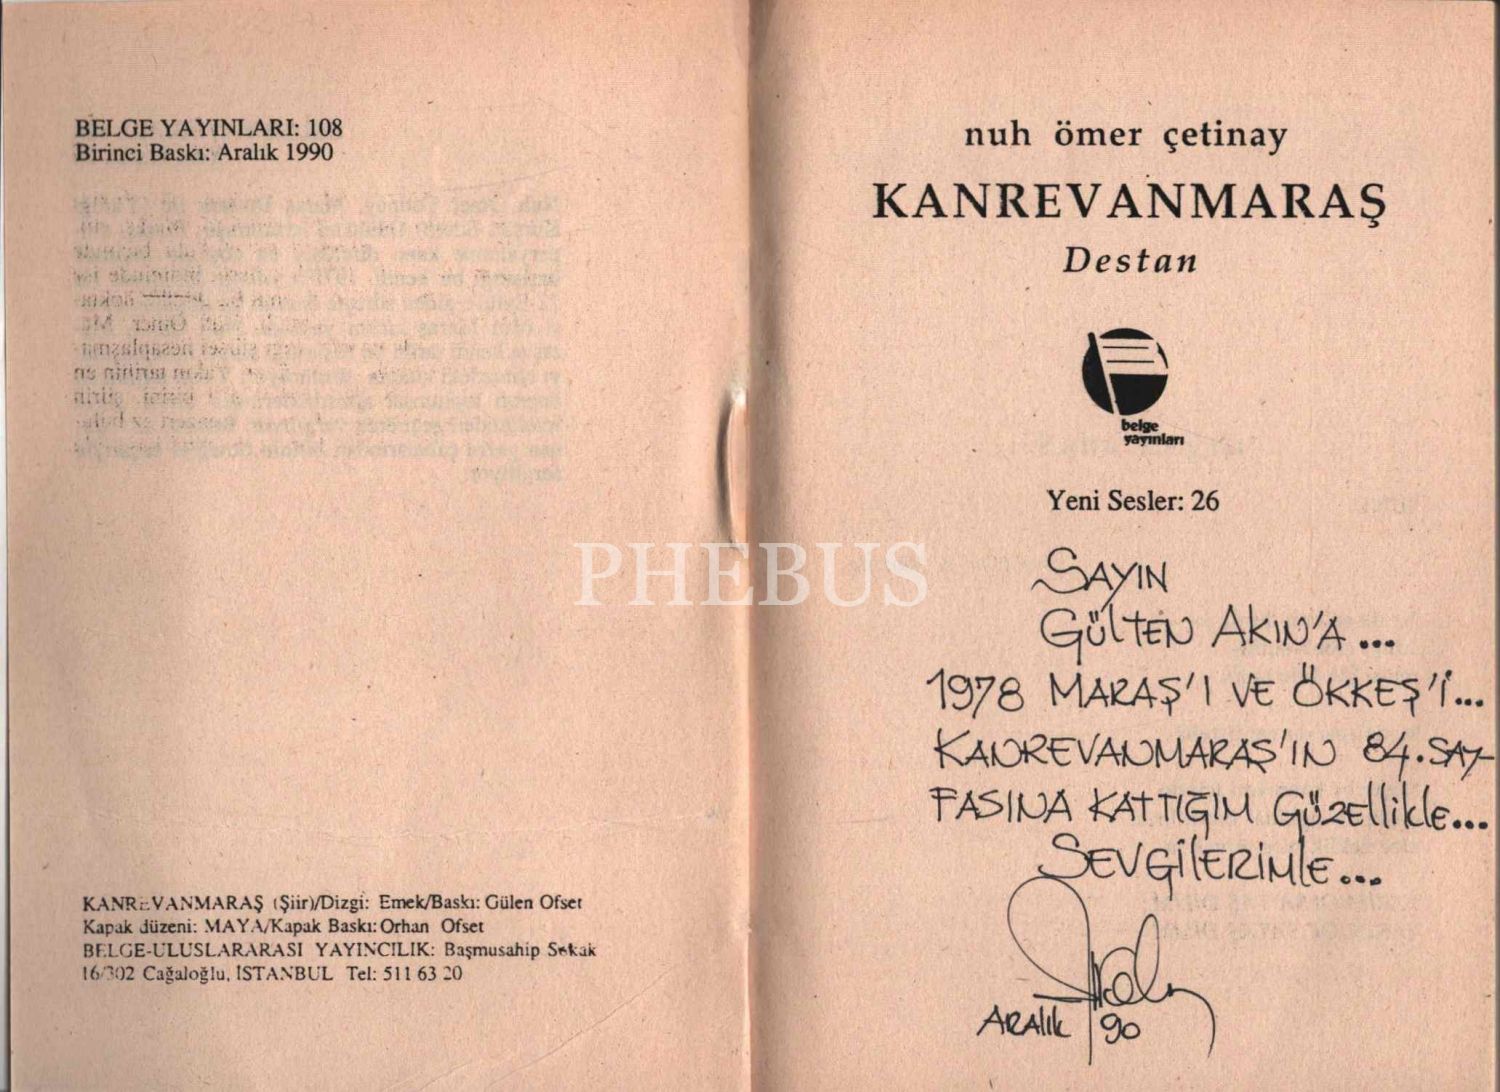 BELGE YAYINLARI: 108
Birinci Baskı: Aralık 1990
KANREVANMARAŞ (Şiir)/Dizgi: Emek/Baskı: Gülen Ofset
Kapak düzeni: MAYA/Kapak Baskı: Orhan Ofset
BELGE-ULUSLARARASI YAYINCILIK: Başmusahip Sokak
16/302 Cağaloğlu, İSTANBUL Tel: 511 63 20
nuh ömer çetinay
KANREVANMARAŞ
Destan
belge
yayınları
Yeni Sesler: 26
PHEBUS
SAYIN
GÜLTEN AKIN'A...
1978 MARAŞ'I VE ÖKKEŞ'İ...
KANREVANMARAŞ'IN 84. SAY-
FASINA KATTIĞIM GÜZELLİKLE...
SEVGİLERİMLE...
ARALIK 90